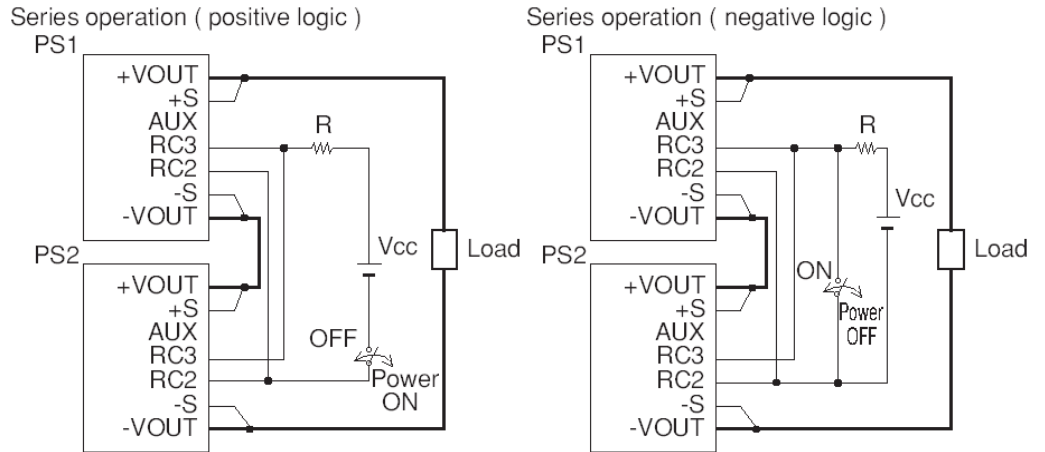 Series operation ( positive logic )
PS1
+VOUT
+S
AUX
RC3
RC2
-S
-VOUT
R
Vcc
Load
PS2
+VOUT
+S
AUX
RC3
RC2
-S
-VOUT
OFF
Power
ON
Series operation ( negative logic )
PS1
+VOUT
+S
AUX
RC3
RC2
-S
-VOUT
R
Vcc
Load
PS2
+VOUT
+S
AUX
RC3
RC2
-S
-VOUT
ON
Power
OFF